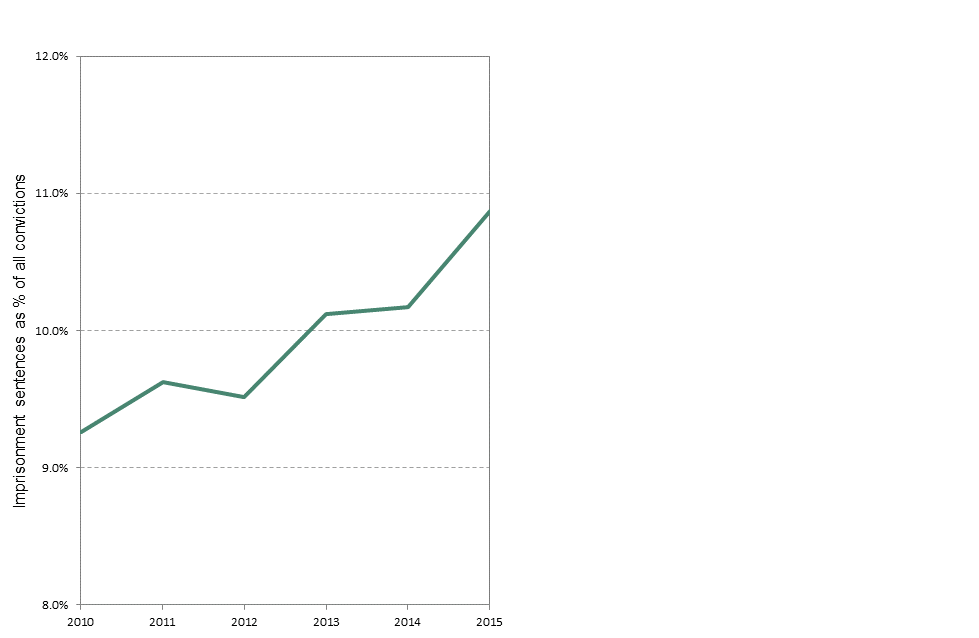 12.0%
11.0%
10.0%
9.0%
8.0%
Imprisonment sentences as % of all convictions
2010 2011 2012 2013 2014 2015